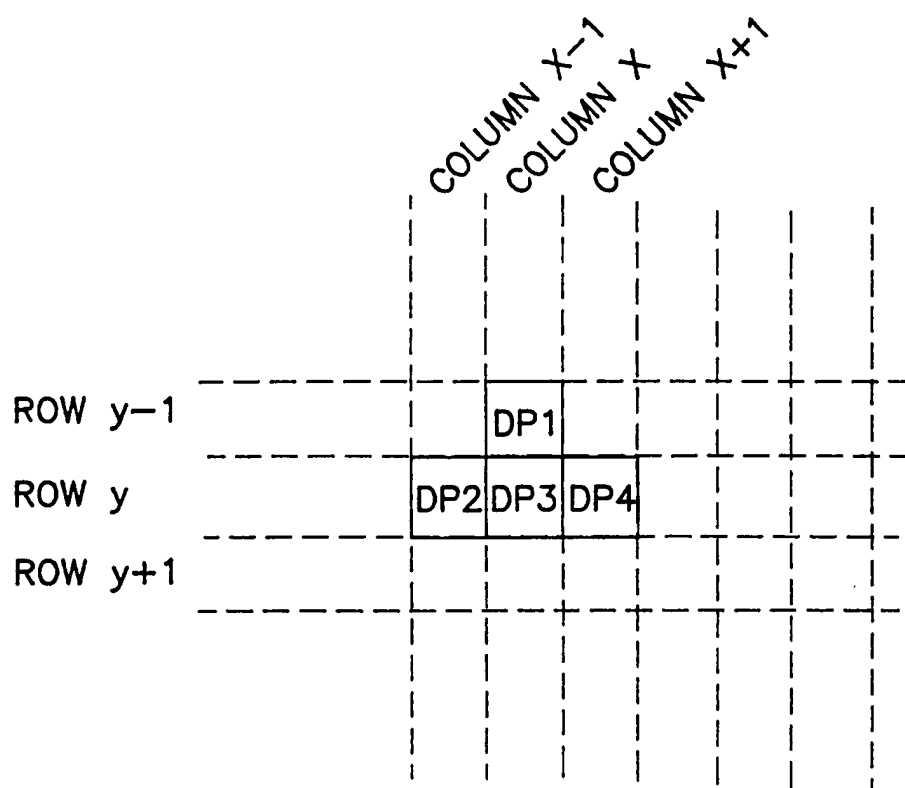 COLUMN X-1
COLUMN X
COLUMN X+1
ROW y-1
DP1
ROW y
DP2 DP3 DP4
ROW y+1